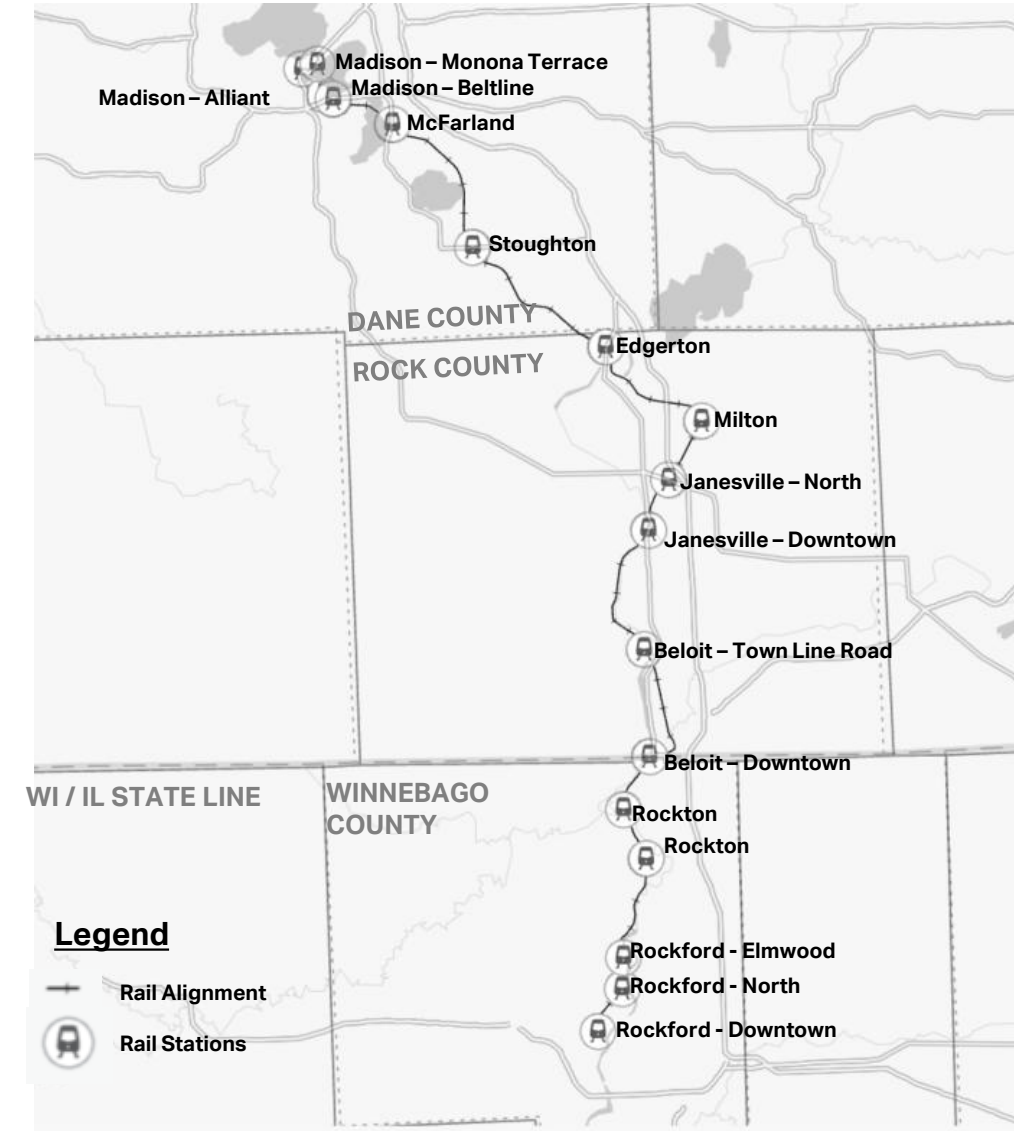 Madison – Monona Terrace
Madison – Beltline
Madison – Alliant
McFarland
Stoughton
DANE COUNTY
Edgerton
ROCK COUNTY
Milton
Janesville – North
Janesville – Downtown
Beloit – Town Line Road
Beloit – Downtown
WI / IL STATE LINE
WINNEBAGO
COUNTY
Rockton
Rockton
Legend
Rail Alignment
Rail Stations
Rockford - Elmwood
Rockford - North
Rockford - Downtown